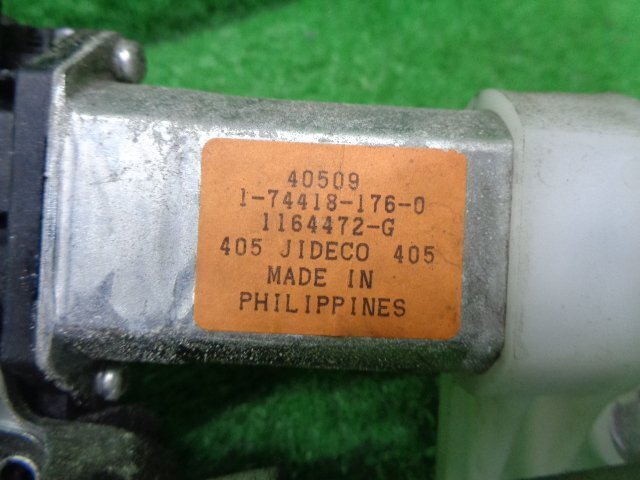 40509
1-74418-176-0
1164472-G
405 JIDECO 405
MADE IN
PHILIPPINES